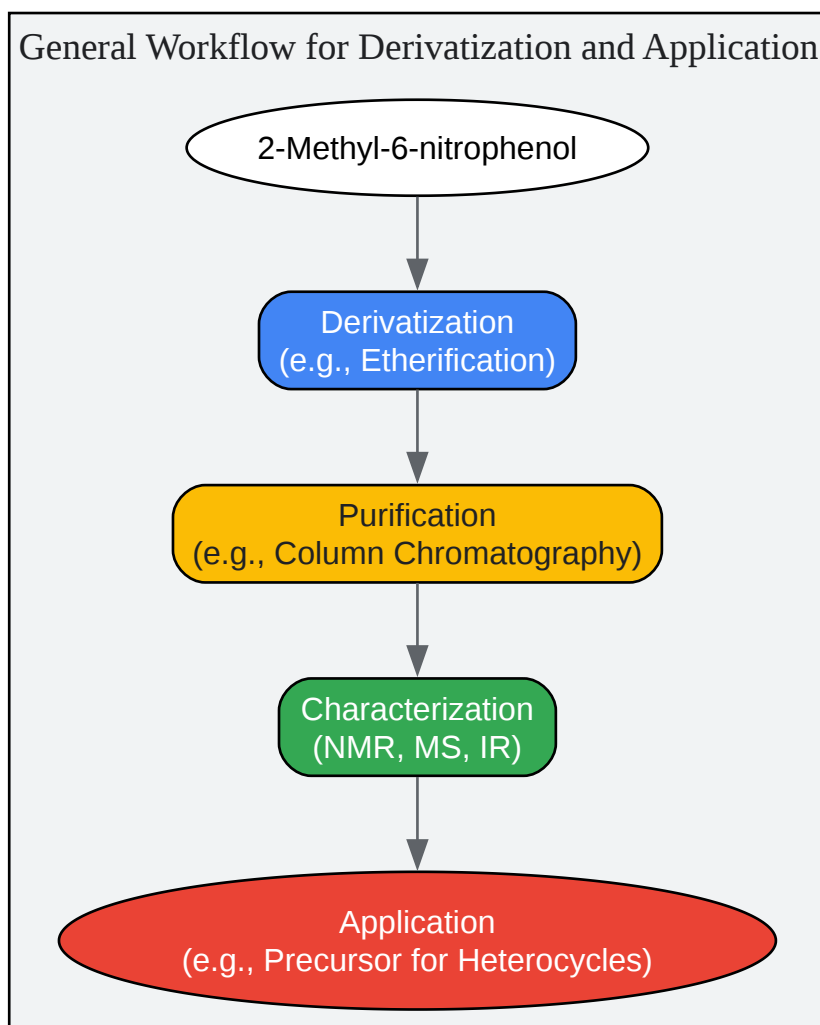 General Workflow for Derivatization and Application
2-Methyl-6-nitrophenol
Derivatization
(e.g., Etherification)
Purification
(e.g., Column Chromatography)
Characterization
(NMR, MS, IR)
Application
(e.g., Precursor for Heterocycles)